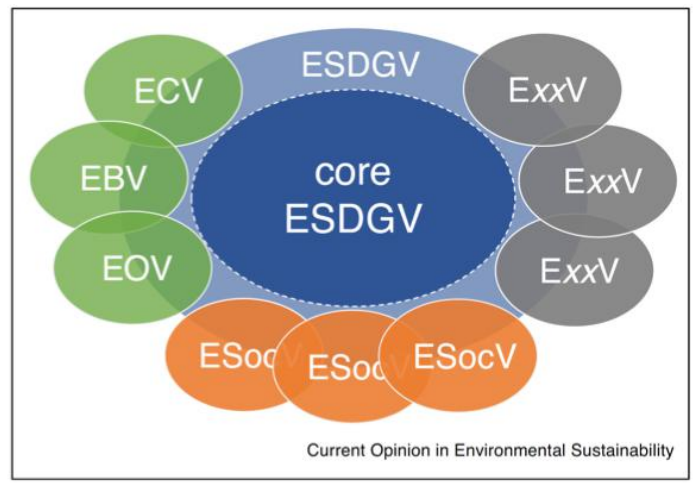 ESDGV
ECV
ExxV
core
ESDGV
EBV
ExxV
EOV
ExxV
ESocV
ESocV
ESocV
Current Opinion in Environmental Sustainability